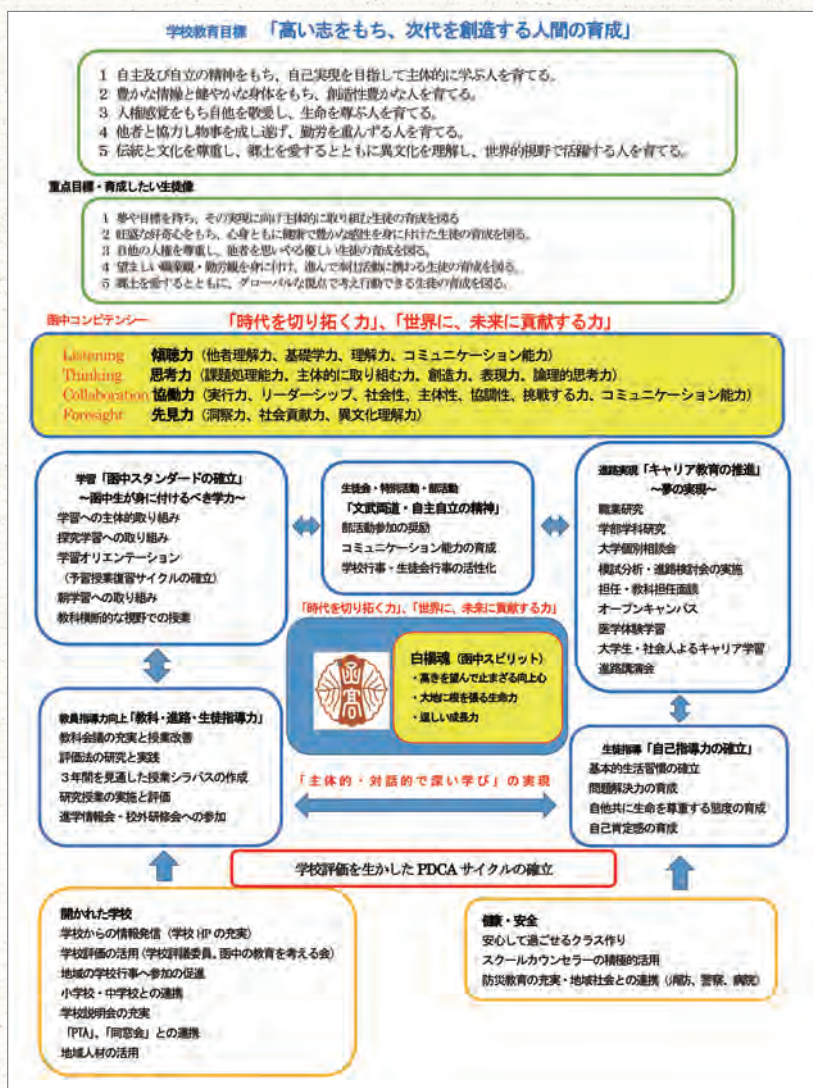 学校教育目標 「高い志をもち、次代を創造する人間の育成」
1 自主及び自立の精神をもち、自己実現を目指して主体的に学ぶ人を育てる。
2 豊かな情操と健やかな身体をもち、創造性豊かな人を育てる。
3 人権感覚をもち自他を敬愛し、生命を尊ぶ人を育てる。
4 他者と協力し物事を成し遂げ、勤労を重んずる人を育てる。
5 伝統と文化を尊重し、郷土を愛するとともに異文化を理解し、世界的視野で活躍する人を育てる。
重点目標・育成したい生徒像
1 夢や目標を持ち、その実現に向け主体的に取り組む生徒の育成を図る
2 旺盛な好奇心をもち、心身ともに健康で豊かな感性を身に付けた生徒の育成を図る。
3 自他の人権を尊重し、他者を思いやる優しい生徒の育成を図る。
4 望ましい職業観・勤労観を身に付け、進んで奉仕活動に携わる生徒の育成を図る。
5 郷土を愛するとともに、グローバルな視点で考え行動できる生徒の育成を図る。
函中コンピテンシー 「時代を切り拓く力」、「世界に、未来に貢献する力」
Listening 傾聴力（他者理解力、基礎学力、理解力、コミュニケーション能力）
Thinking 思考力（課題処理能力、主体的に取り組む力、創造力、表現力、論理的思考力）
Collaboration 協働力（実行力、リーダーシップ、社会性、主体性、協調性、挑戦する力、コミュニケーション能力）
Foresight 先見力（洞察力、社会貢献力、異文化理解力）
学習「函中スタンダードの確立」
～函中生が身に付けるべき学力～
学習への主体的取り組み
探究学習への取り組み
学習オリエンテーション
（予習授業復習サイクルの確立）
朝学習への取り組み
教科横断的な視野での授業
生徒会・特別活動・部活動
「文武両道・自主自立の精神」
部活動参加の奨励
コミュニケーション能力の育成
学校行事・生徒会行事の活性化
進路実現「キャリア教育の推進」
～夢の実現～
職業研究
学部学科研究
大学個別相談会
模試分析・進路検討会の実施
担任・教科担任面談
オープンキャンパス
医学体験学習
大学生・社会人よるキャリア学習
進路講演会
「時代を切り拓く力」、「世界に、未来に貢献する力」
函高
白楊魂（函中スピリット）
・高きを望んで止まざる向上心
・大地に根を張る生命力
・逞しい成長力
教員指導力向上「教科・進路・生徒指導力」
教科会議の充実と授業改善
評価法の研究と実践
３年間を見通した授業シラバスの作成
研究授業の実施と評価
進学情報会・校外研修会への参加
「主体的・対話的で深い学び」の実現
生徒指導「自己指導力の確立」
基本的生活習慣の確立
問題解決力の育成
自他共に生命を尊重する態度の育成
自己肯定感の育成
学校評価を生かしたPDCAサイクルの確立
開かれた学校
学校からの情報発信（学校HPの充実）
学校評価の活用（学校評議委員、函中の教育を考える会）
地域の学校行事へ参加の促進
小学校・中学校との連携
学校説明会の充実
「PTA」、「同窓会」との連携
地域人材の活用
健康・安全
安心して過ごせるクラス作り
スクールカウンセラーの積極的活用
防災教育の充実・地域社会との連携（消防、警察、病院）